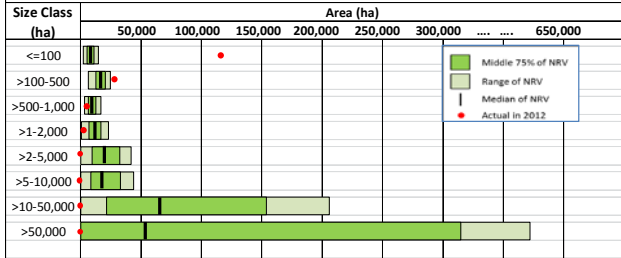 Size Class (ha)
Area (ha)
50,000 100,000 150,000 200,000 250,000 300,000 .... .... 650,000
<=100
>100-500
>500-1,000
>1-2,000
>2-5,000
>5-10,000
>10-50,000
>50,000
Middle 75% of NRV
Range of NRV
Median of NRV
Actual in 2012